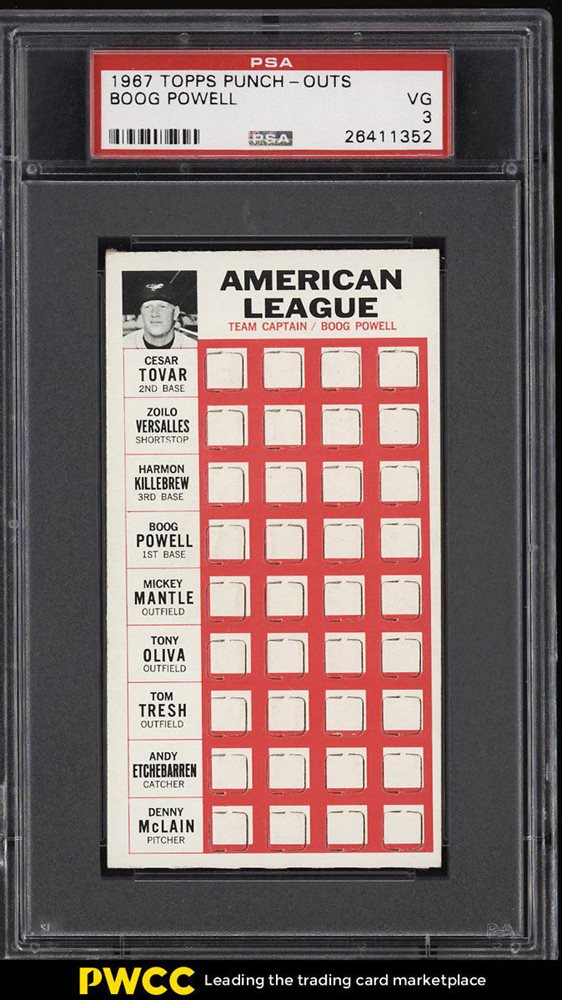 PSA
1967 TOPPS PUNCH-OUTS
BOOG POWELL VG
3
PSA 26411352
AMERICAN
LEAGUE
TEAM CAPTAIN / BOOG POWELL
CESAR
TOVAR
2ND BASE
ZOILO
VERSALLES
SHORTSTOP
HARMON
KILLEBREW
3RD BASE
BOOG
POWELL
1ST BASE
MICKEY
MANTLE
OUTFIELD
TONY
OLIVA
OUTFIELD
TOM
TRESH
OUTFIELD
ANDY
ETCHEBARREN
CATCHER
DENNY
McLAIN
PITCHER
PWCC Leading the trading card marketplace